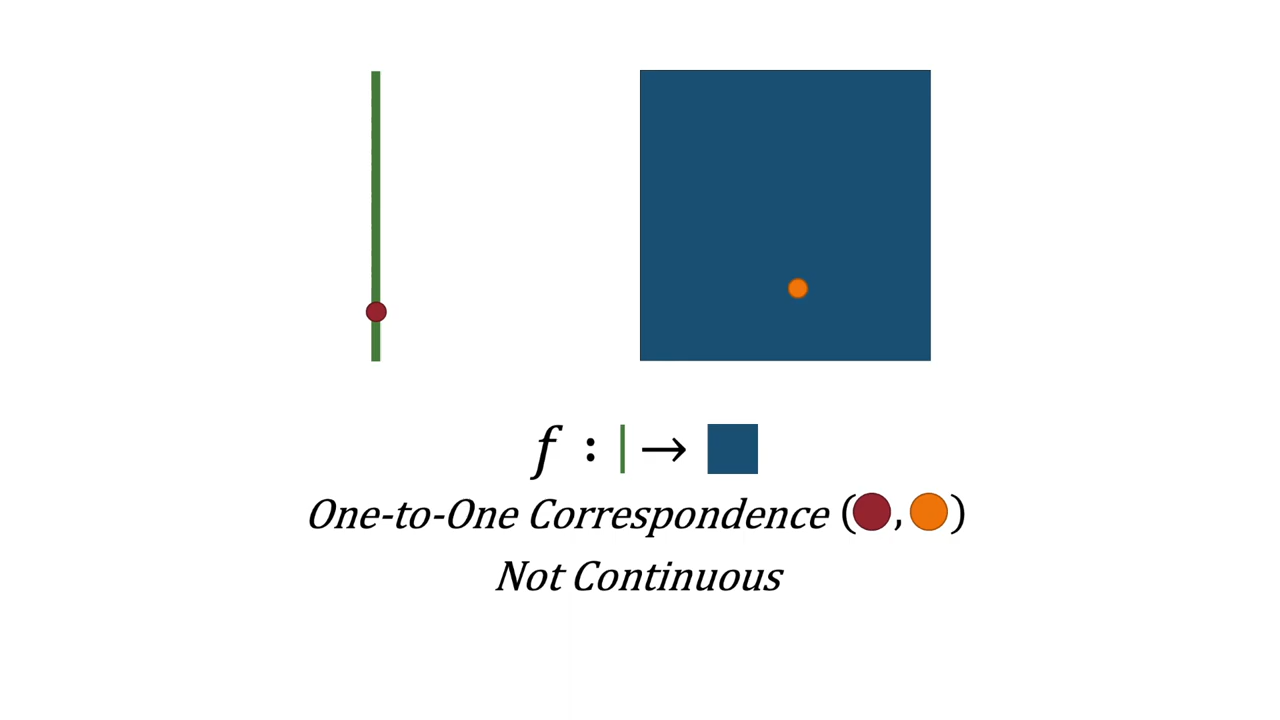 f : | →
One-to-One Correspondence ( , )
Not Continuous